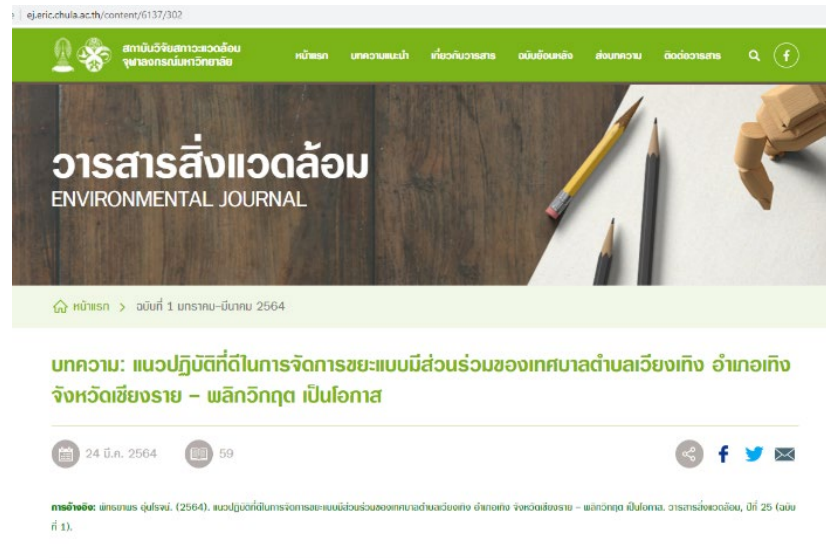 ej.eric.chula.ac.th/content/6137/302
สถาบันวิจัยสภาวะแวดล้อม
จุฬาลงกรณ์มหาวิทยาลัย
หน้าแรก บทความแนะนำ เกี่ยวกับวารสาร ฉบับย้อนหลัง ส่งบทความ ติดต่อวารสาร
วารสารสิ่งแวดล้อม
ENVIRONMENTAL JOURNAL
หน้าแรก > ฉบับที่ 1 มกราคม-มีนาคม 2564
บทความ: แนวปฏิบัติที่ดีในการจัดการขยะแบบมีส่วนร่วมของเทศบาลตำบลเวียงเทิง อำเภอเทิง
จังหวัดเชียงราย – พลิกวิกฤต เป็นโอกาส
24 มี.ค. 2564 59
การอ้างอิง: อุ่นโรจน์. (2564). แนวปฏิบัติที่ดีในการจัดการขยะแบบมีส่วนร่วมของเทศบาลตำบลเวียงเทิง อำเภอเทิง จังหวัดเชียงราย – พลิกวิกฤต เป็นโอกาส. วารสารสิ่งแวดล้อม, ปีที่ 25 (ฉบับ
ที่ 1).